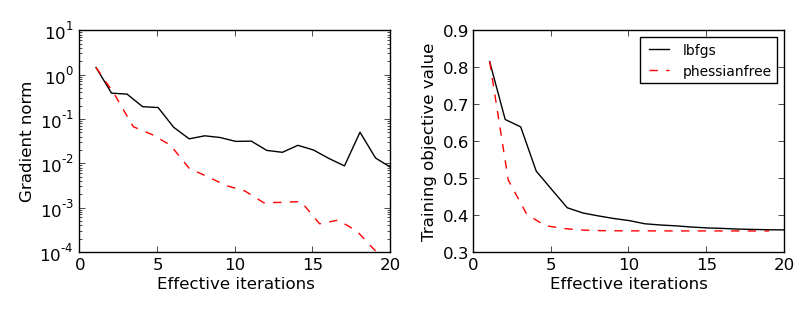 Gradient norm
10^1
10^0
10^-1
10^-2
10^-3
10^-4
0 5 10 15 20
Effective iterations
Training objective value
0.9
0.8
0.7
0.6
0.5
0.4
0.3
lbfgs
phessianfree
0 5 10 15 20
Effective iterations